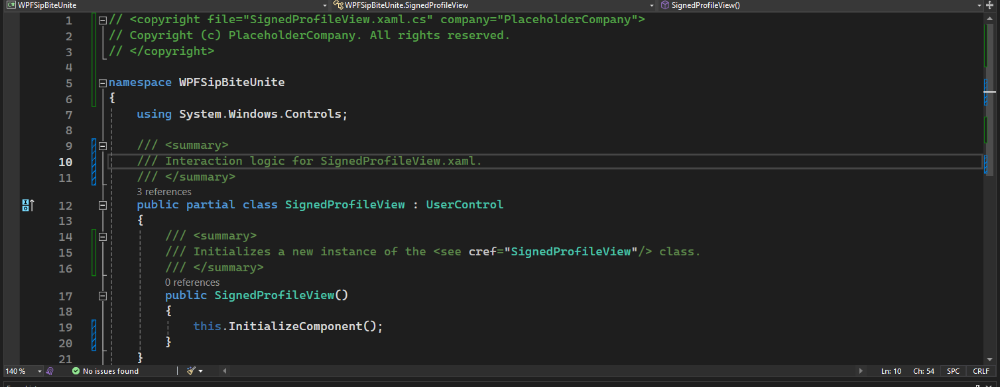 C# WPFSipBiteUnite WPFSipBiteUnite.SignedProfileView SignedProfileView()
1 // <copyright file="SignedProfileView.xaml.cs" company="PlaceholderCompany">
2 // Copyright (c) PlaceholderCompany. All rights reserved.
3 // </copyright>
4
5 namespace WPFSipBiteUnite
6 {
7 using System.Windows.Controls;
8
9 /// <summary>
10 /// Interaction logic for SignedProfileView.xaml.
11 /// </summary>
3 references
12 public partial class SignedProfileView : UserControl
13 {
14 /// <summary>
15 /// Initializes a new instance of the <see cref="SignedProfileView"/> class.
16 /// </summary>
0 references
17 public SignedProfileView()
18 {
19 this.InitializeComponent();
20 }
21 }
140 % No issues found Ln: 10 Ch: 54 SPC CRLF